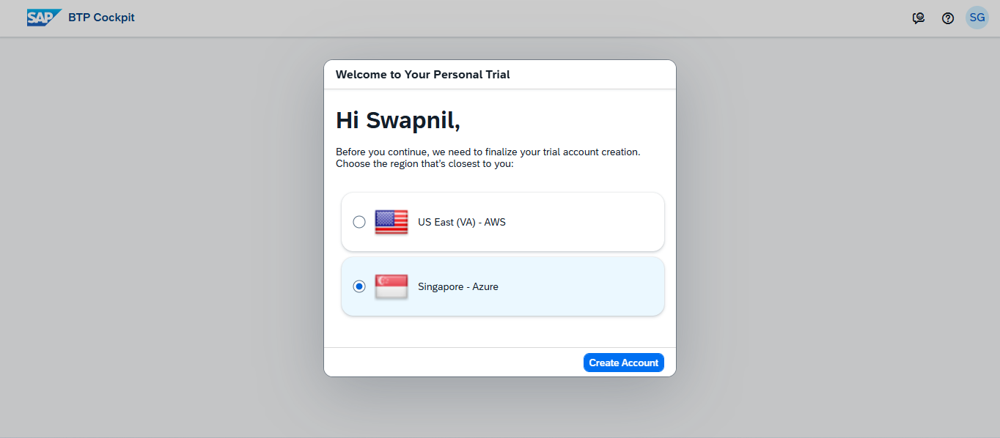 SAP BTP Cockpit SG
Welcome to Your Personal Trial
Hi Swapnil,
Before you continue, we need to finalize your trial account creation.
Choose the region that's closest to you:
US East (VA) - AWS
Singapore - Azure
Create Account